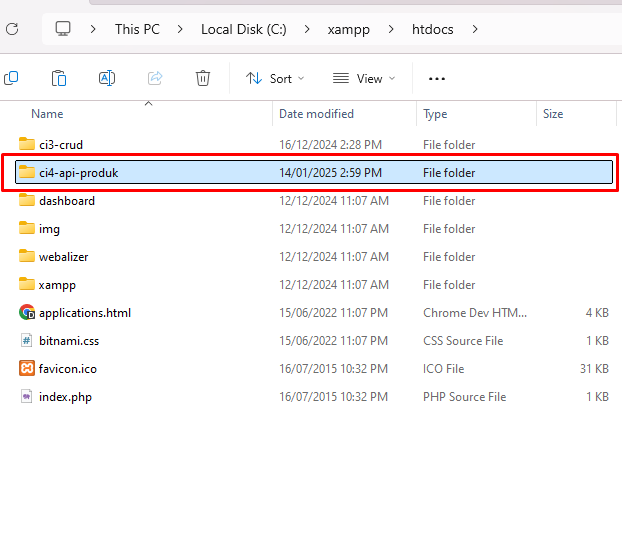 This PC > Local Disk (C:) > xampp > htdocs >
Sort View ...
Name Date modified Type Size
ci3-crud 16/12/2024 2:28 PM File folder
ci4-api-produk 14/01/2025 2:59 PM File folder
dashboard 12/12/2024 11:07 AM File folder
img 12/12/2024 11:07 AM File folder
webalizer 12/12/2024 11:07 AM File folder
xampp 12/12/2024 11:07 AM File folder
applications.html 15/06/2022 11:07 PM Chrome Dev HTM... 4 KB
bitnami.css 15/06/2022 11:07 PM CSS Source File 1 KB
favicon.ico 16/07/2015 10:32 PM ICO File 31 KB
index.php 16/07/2015 10:32 PM PHP Source File 1 KB